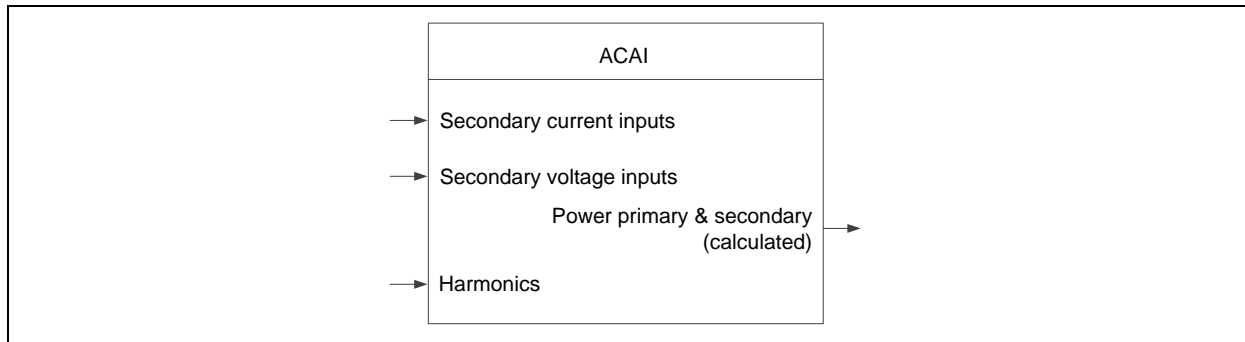 ACAI
Secondary current inputs
Secondary voltage inputs
Power primary & secondary
(calculated)
Harmonics